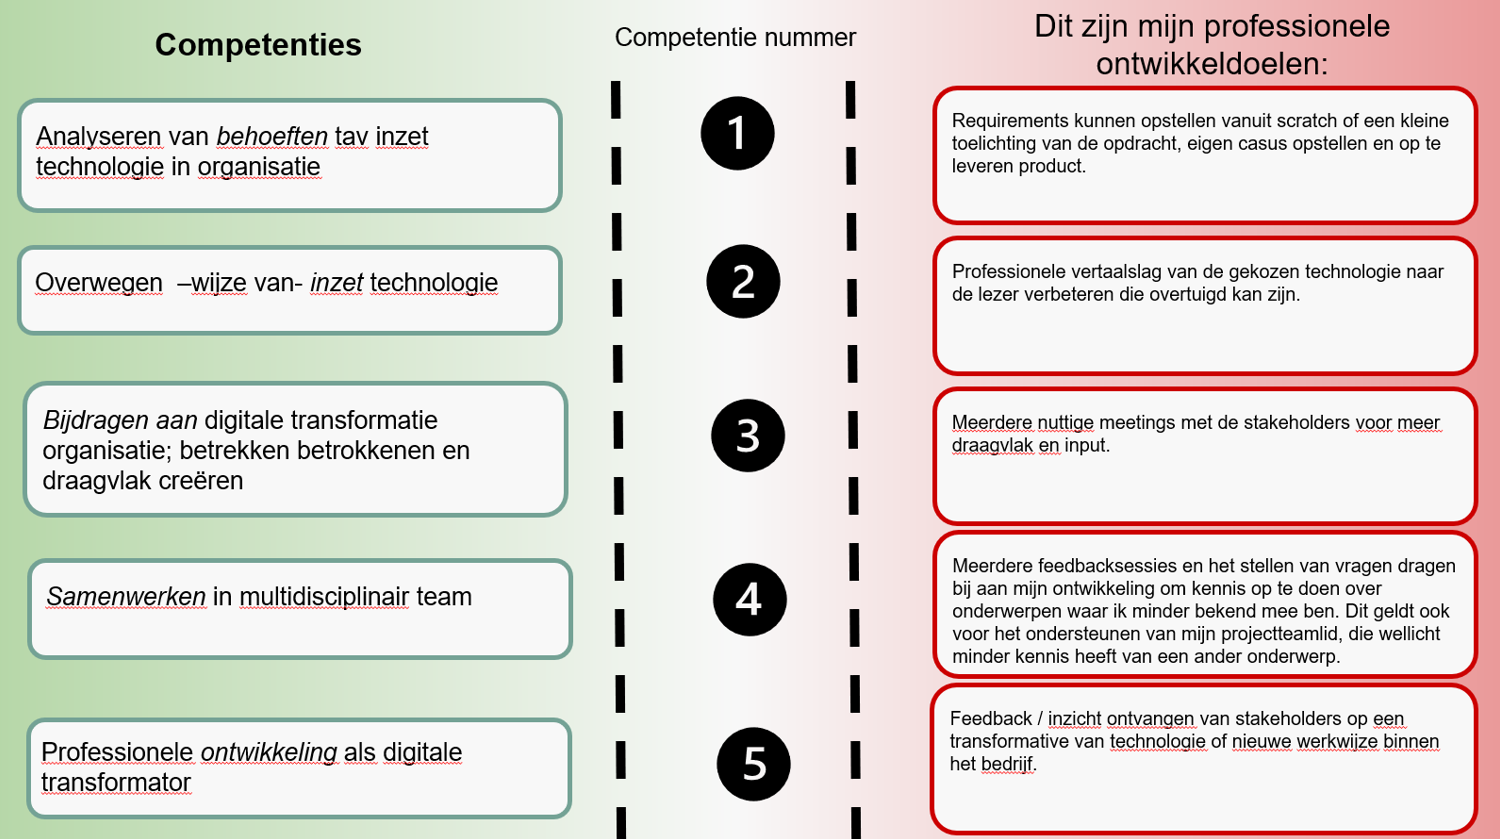 Competenties
Competentie nummer
Dit zijn mijn professionele
ontwikkeldoelen:
Analyseren van behoeften tav inzet
technologie in organisatie
1
Requirements kunnen opstellen vanuit scratch of een kleine
toelichting van de opdracht, eigen casus opstellen en op te
leveren product.
Overwegen –wijze van- inzet technologie
2
Professionele vertaalslag van de gekozen technologie naar
de lezer verbeteren die overtuigd kan zijn.
Bijdragen aan digitale transformatie
organisatie; betrekken betrokkenen en
draagvlak creëren
3
Meerdere nuttige meetings met de stakeholders voor meer
draagvlak en input.
Samenwerken in multidisciplinair team
4
Meerdere feedbacksessies en het stellen van vragen dragen
bij aan mijn ontwikkeling om kennis op te doen over
onderwerpen waar ik minder bekend mee ben. Dit geldt ook
voor het ondersteunen van mijn projectteamlid, die wellicht
minder kennis heeft van een ander onderwerp.
Professionele ontwikkeling als digitale
transformator
5
Feedback / inzicht ontvangen van stakeholders op een
transformative van technologie of nieuwe werkwijze binnen
het bedrijf.